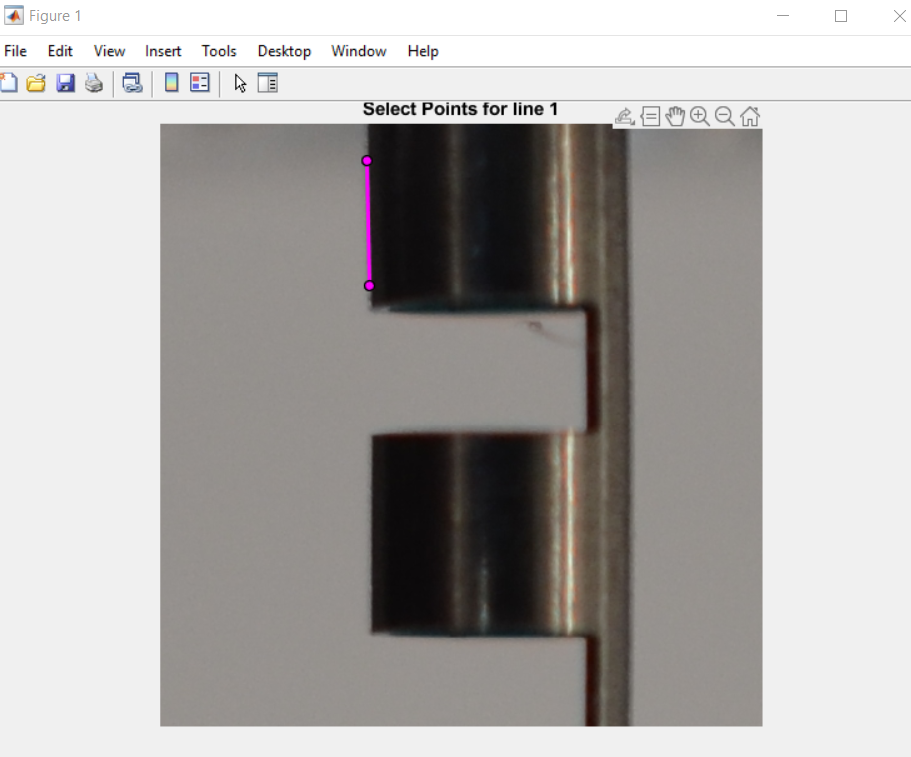 Figure 1
File Edit View Insert Tools Desktop Window Help
Select Points for line 1